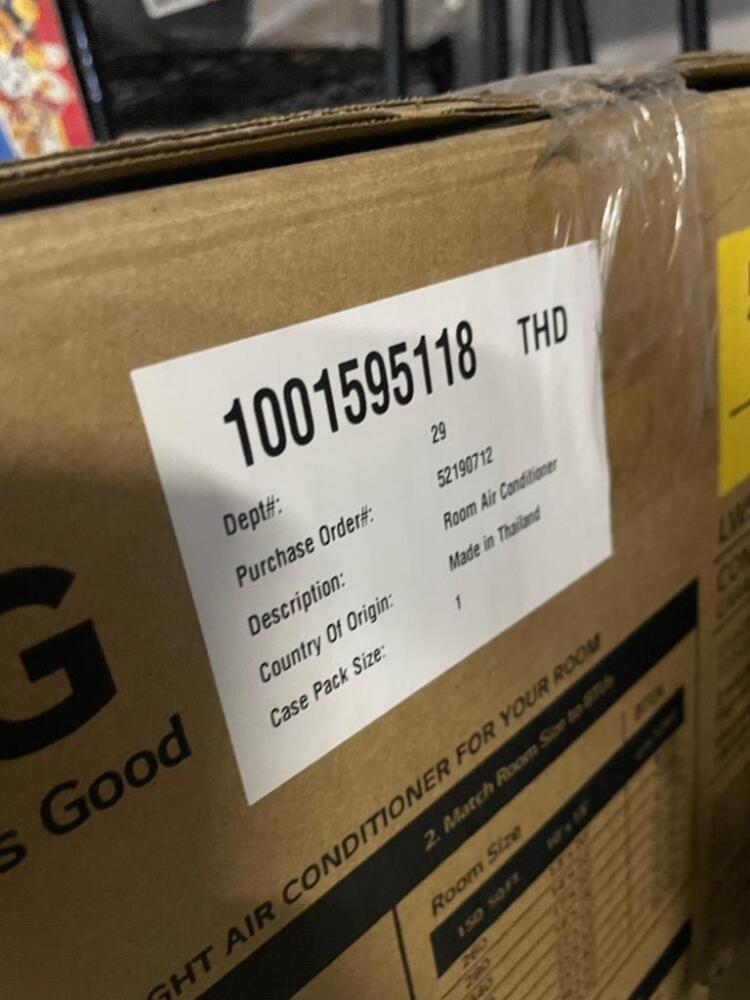 1001595118 THD
Dept#: 29
Purchase Order#: 52190712
Description: Room Air Conditioner
Country Of Origin: Made in Thailand
Case Pack Size: 1
G
s Good
GHT AIR CONDITIONER FOR YOUR ROOM
2. Match Room Size to BTUs
Room Size
150 SQ.FT. 10' x 15'